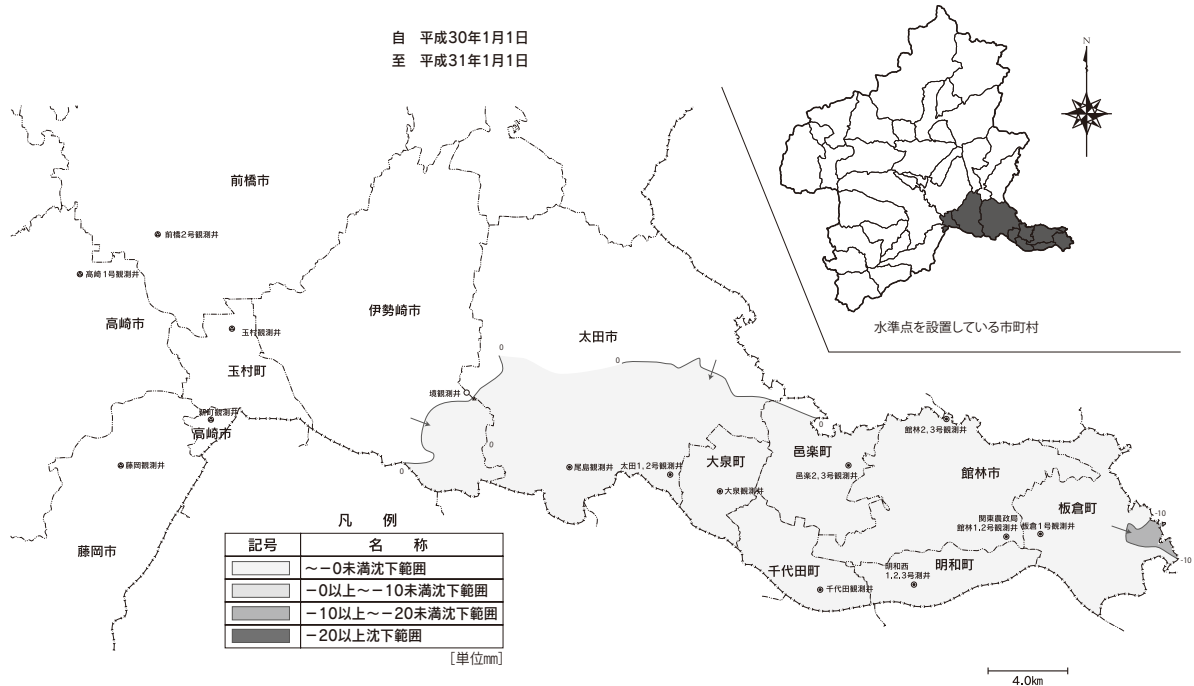 自 平成30年1月1日
至 平成31年1月1日
N
水準点を設置している市町村
前橋市
前橋2号観測井
高崎1号観測井
高崎市
玉村観測井
玉村町
伊勢崎市
太田市
0
0
境観測井
0
0
0
新町観測井
高崎市
藤岡観測井
藤岡市
尾島観測井
太田1,2号観測井
大泉町
大泉観測井
邑楽町
邑楽2,3号観測井
館林2,3号観測井
館林市
関東農政局
館林1,2号観測井
板倉1号観測井
板倉町
-10
-10
千代田町
千代田観測井
明和西
1,2,3号測井
明和町
凡 例
記号 名 称
～－0未満沈下範囲
－0以上～－10未満沈下範囲
－10以上～－20未満沈下範囲
－20以上沈下範囲
[単位mm]
4.0km